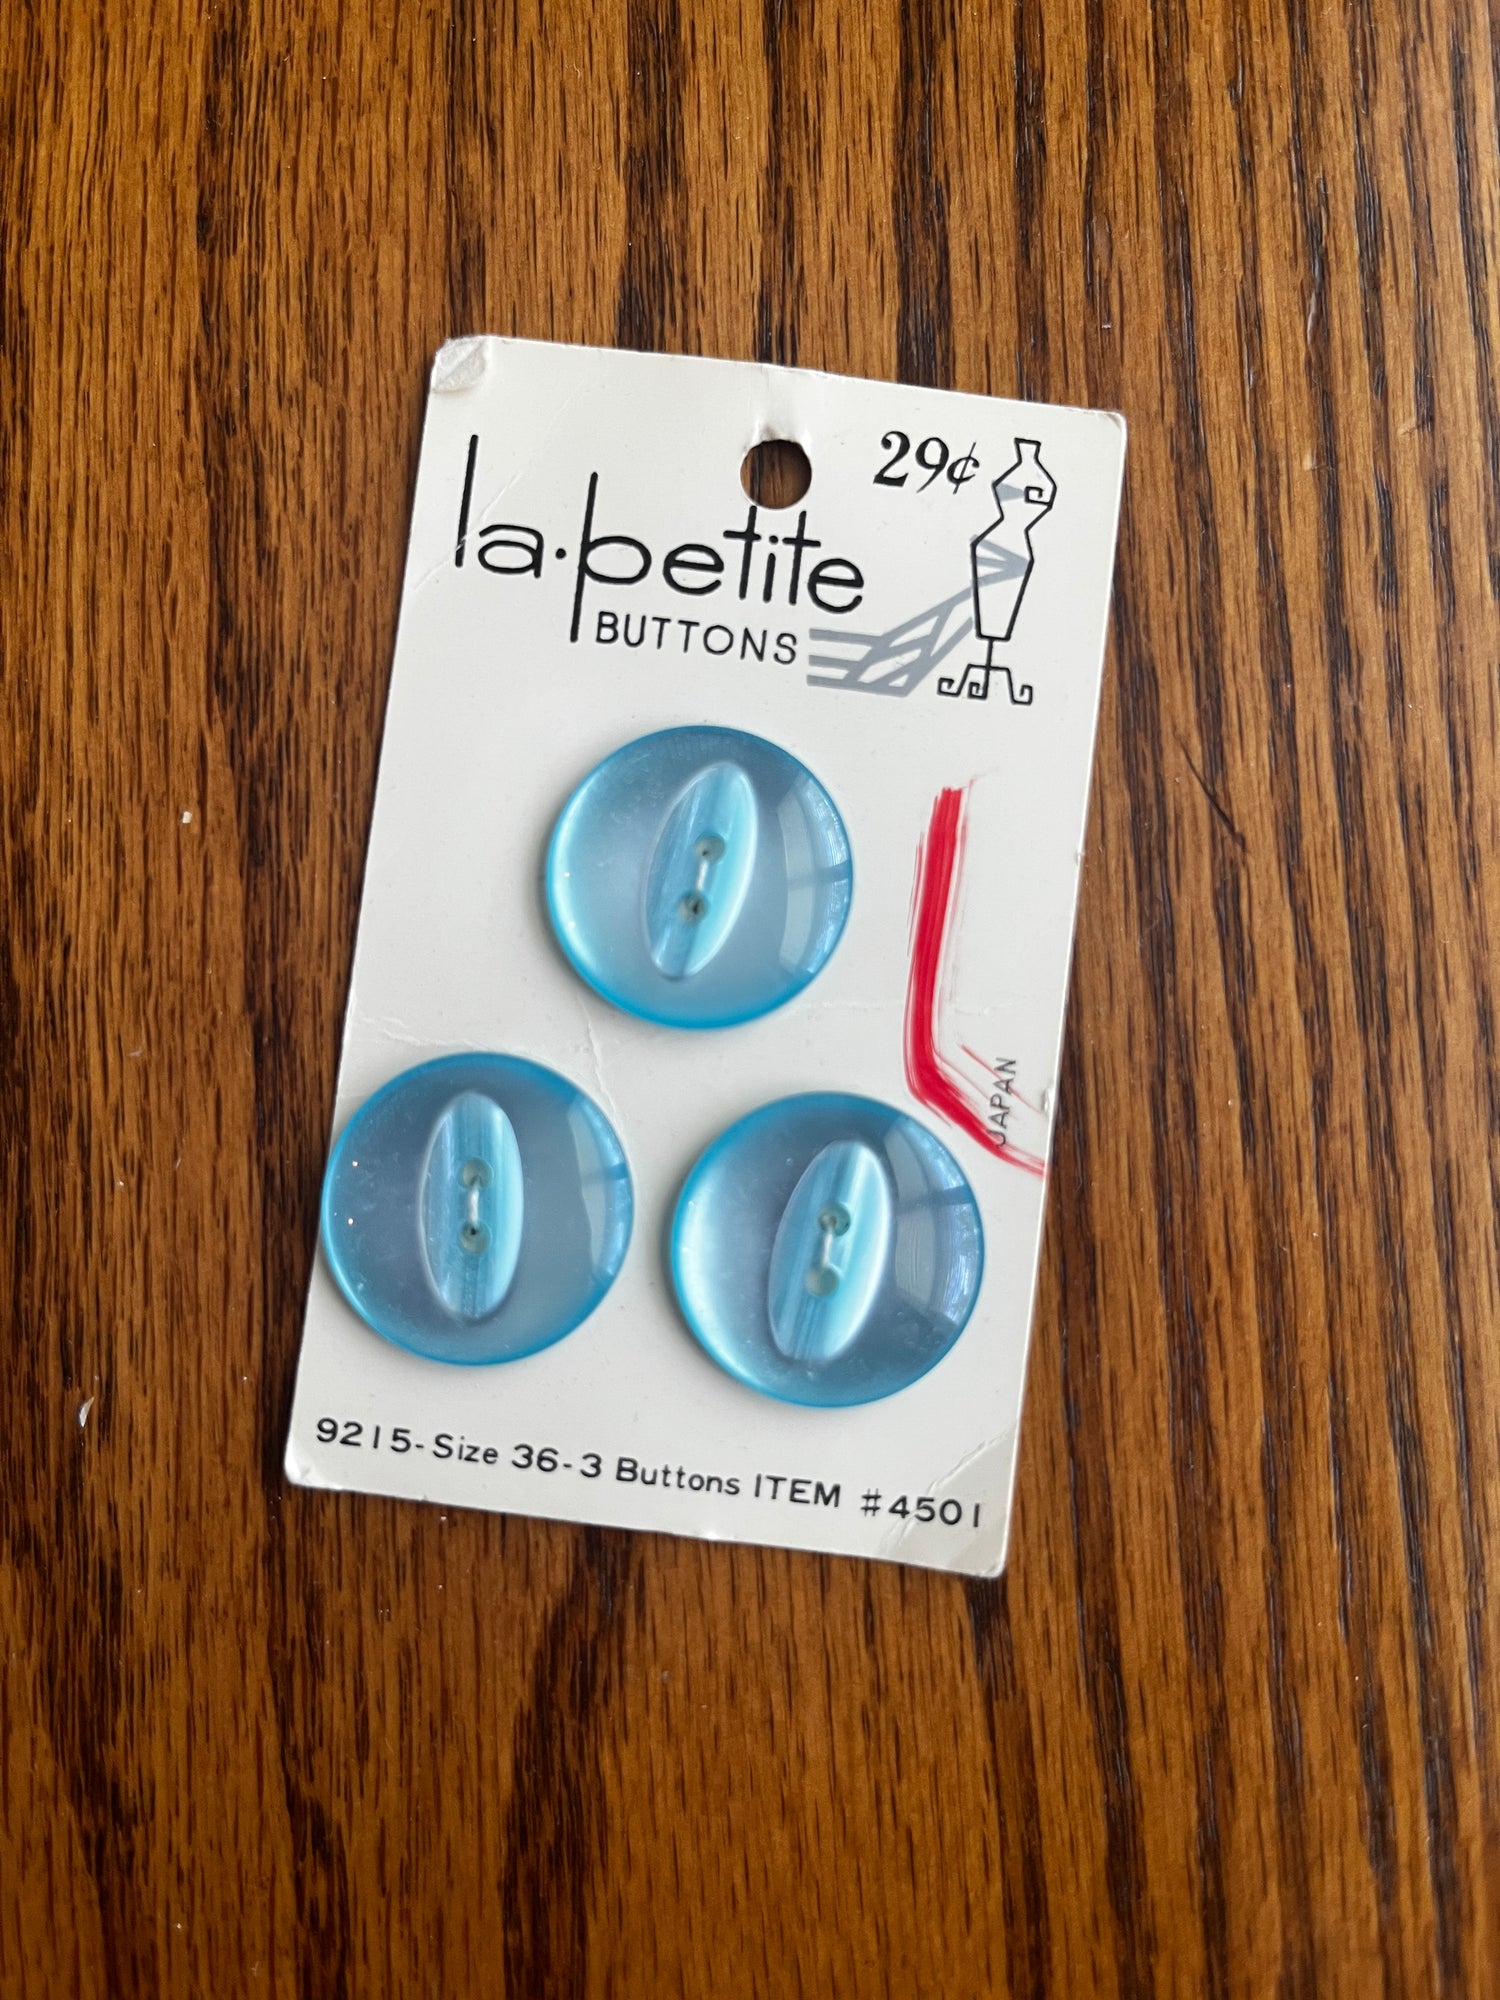 29¢
la·petite
BUTTONS
JAPAN
9215-Size 36-3 Buttons ITEM #4501